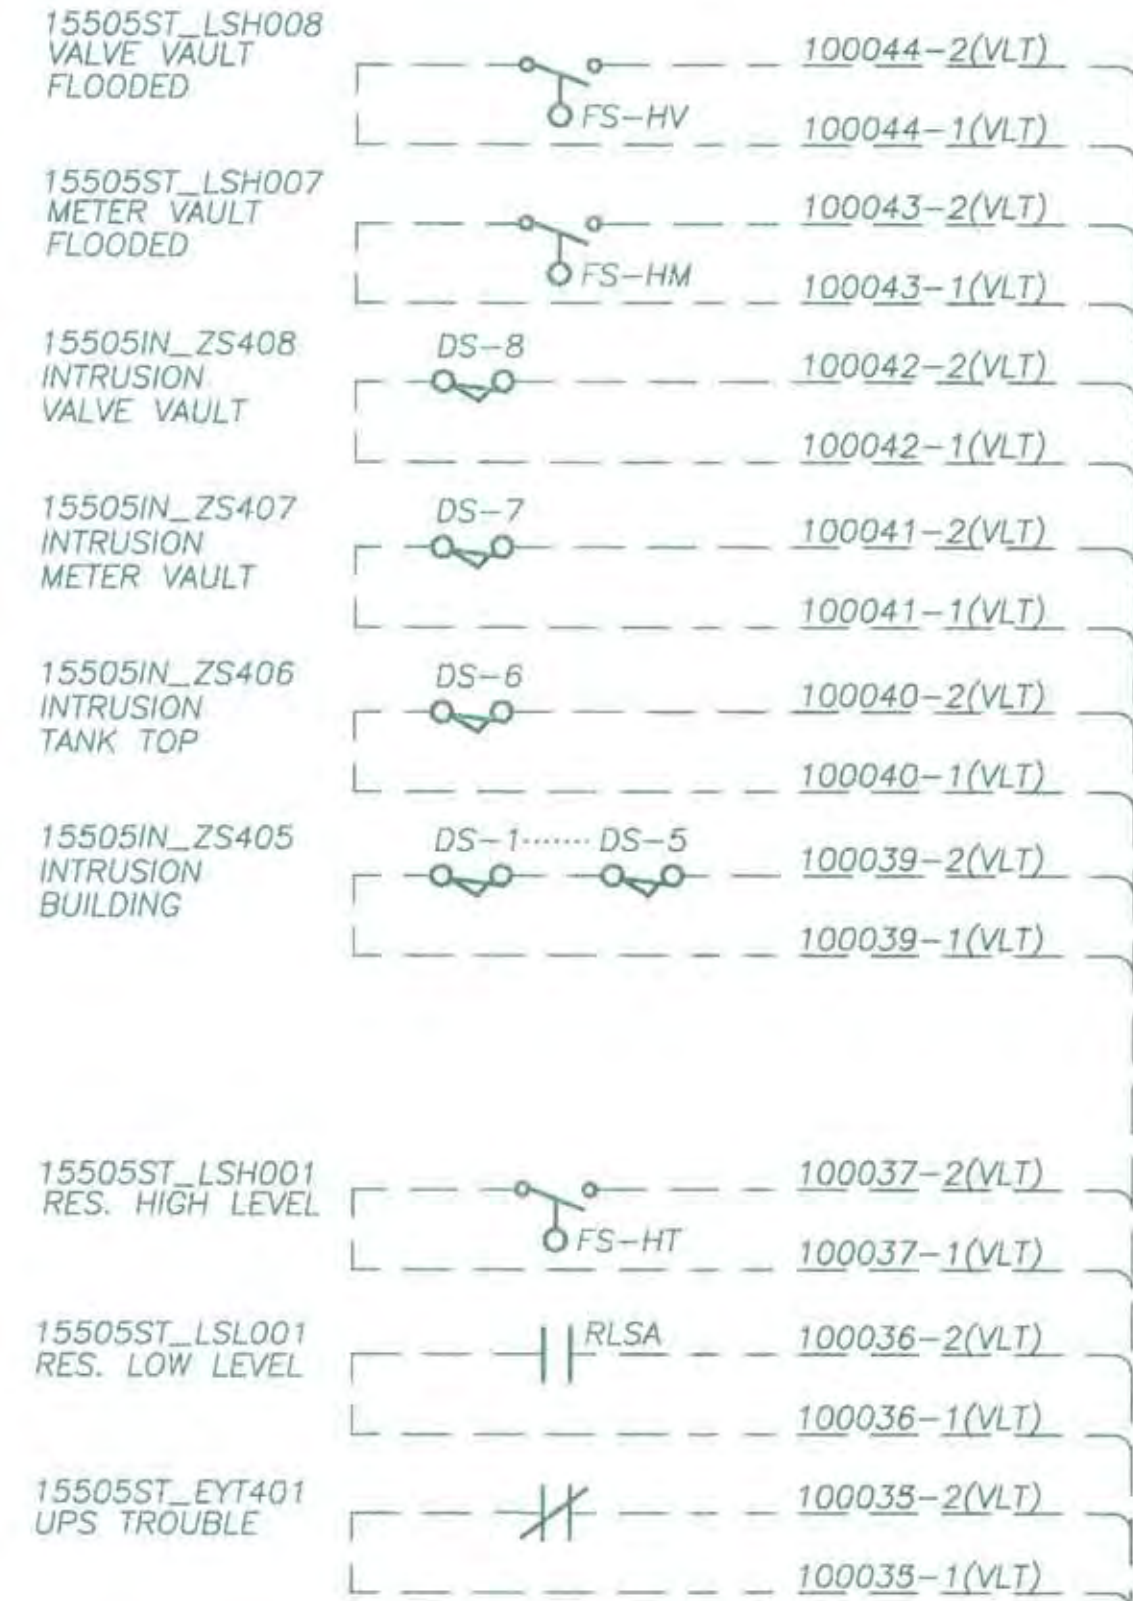 15505ST_LSH008
VALVE VAULT
FLOODED
FS-HV
100044-2(VLT)
100044-1(VLT)
15505ST_LSH007
METER VAULT
FLOODED
FS-HM
100043-2(VLT)
100043-1(VLT)
15505IN_ZS408
INTRUSION
VALVE VAULT
DS-8
100042-2(VLT)
100042-1(VLT)
15505IN_ZS407
INTRUSION
METER VAULT
DS-7
100041-2(VLT)
100041-1(VLT)
15505IN_ZS406
INTRUSION
TANK TOP
DS-6
100040-2(VLT)
100040-1(VLT)
15505IN_ZS405
INTRUSION
BUILDING
DS-1....... DS-5
100039-2(VLT)
100039-1(VLT)
15505ST_LSH001
RES. HIGH LEVEL
FS-HT
100037-2(VLT)
100037-1(VLT)
15505ST_LSL001
RES. LOW LEVEL
RLSA
100036-2(VLT)
100036-1(VLT)
15505ST_EYT401
UPS TROUBLE
100035-2(VLT)
100035-1(VLT)